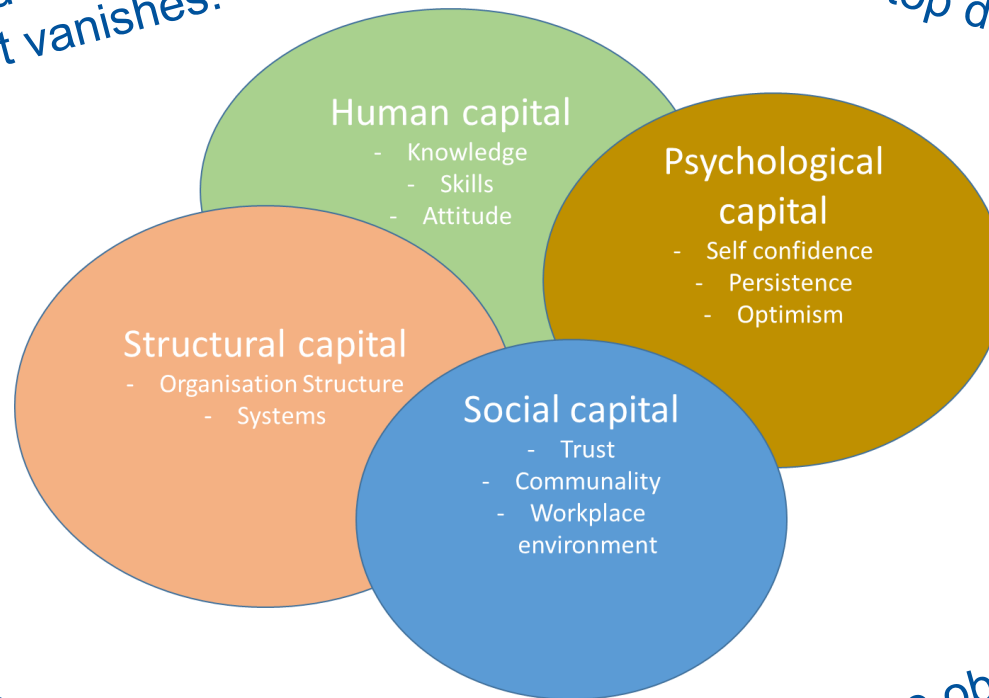 t vanishes.
Human capital
- Knowledge
- Skills
- Attitude
Psychological
capital
- Self confidence
- Persistence
- Optimism
Structural capital
- Organisation Structure
- Systems
Social capital
- Trust
- Communality
- Workplace
environment